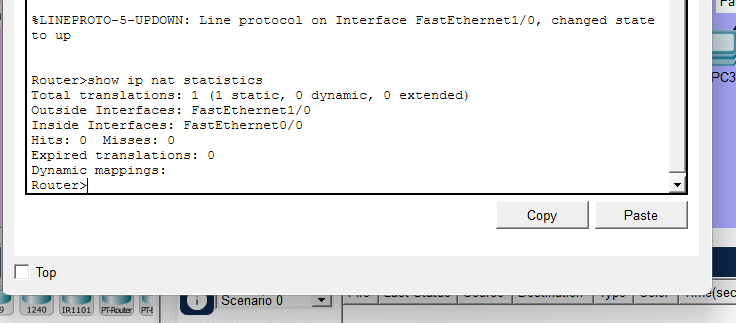 %LINEPROTO-5-UPDOWN: Line protocol on Interface FastEthernet1/0, changed state
to up
Router>show ip nat statistics
Total translations: 1 (1 static, 0 dynamic, 0 extended)
Outside Interfaces: FastEthernet1/0
Inside Interfaces: FastEthernet0/0
Hits: 0  Misses: 0
Expired translations: 0
Dynamic mappings:
Router>
Copy
Paste
Top
PC3
1240
IR1101
PT-Router
Scenario 0